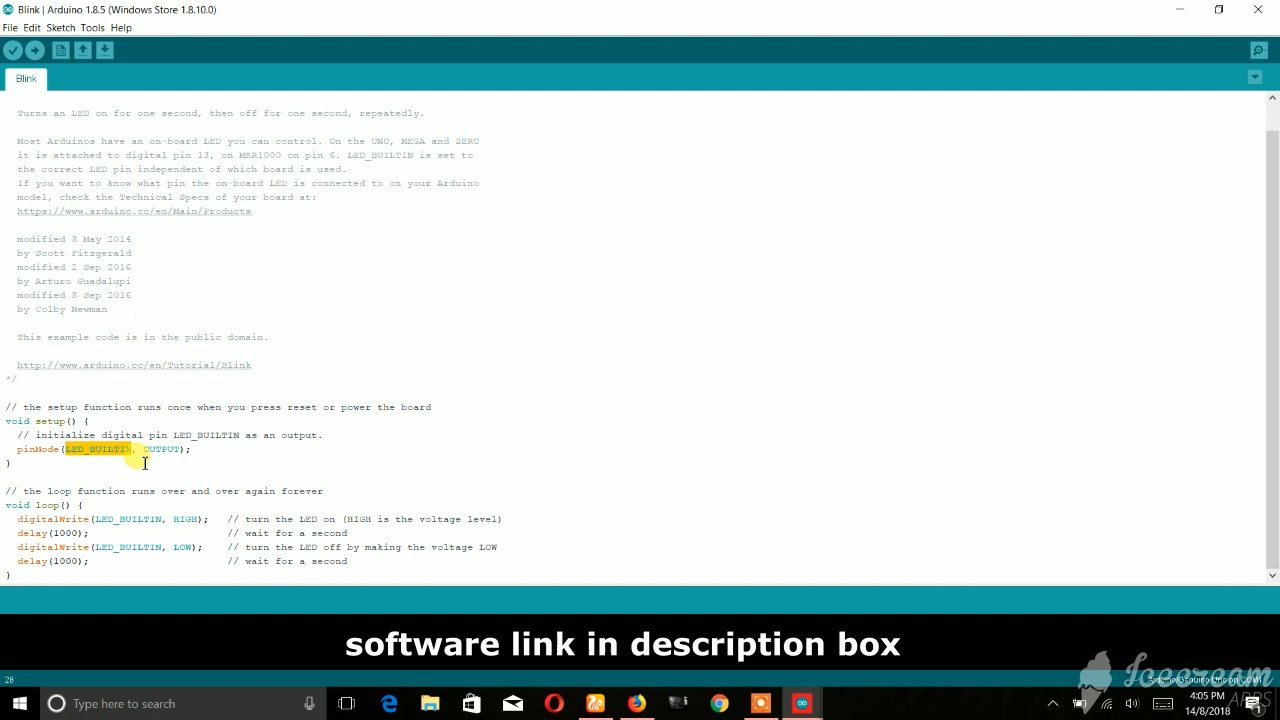 Blink | Arduino 1.8.5 (Windows Store 1.8.10.0)
File Edit Sketch Tools Help
Blink
Turns an LED on for one second, then off for one second, repeatedly.
Most Arduinos have an on-board LED you can control. On the UNO, MEGA and ZERO
it is attached to digital pin 13, on MKR1000 on pin 6. LED_BUILTIN is set to
the correct LED pin independent of which board is used.
If you want to know what pin the on-board LED is connected to on your Arduino
model, check the Technical Specs of your board at:
https://www.arduino.cc/en/Main/Products
modified 8 May 2014
by Scott Fitzgerald
modified 2 Sep 2016
by Arturo Guadalupi
modified 8 Sep 2016
by Colby Newman
This example code is in the public domain.
http://www.arduino.cc/en/Tutorial/Blink
*/
// the setup function runs once when you press reset or power the board
void setup() {
// initialize digital pin LED_BUILTIN as an output.
pinMode(LED_BUILTIN, OUTPUT);
}
// the loop function runs over and over again forever
void loop() {
digitalWrite(LED_BUILTIN, HIGH); // turn the LED on (HIGH is the voltage level)
delay(1000); // wait for a second
digitalWrite(LED_BUILTIN, LOW); // turn the LED off by making the voltage LOW
delay(1000); // wait for a second
}
software link in description box
28
Arduino/Genuino Uno on COM1
Icecream
APPS
Type here to search
4:05 PM
14/8/2018